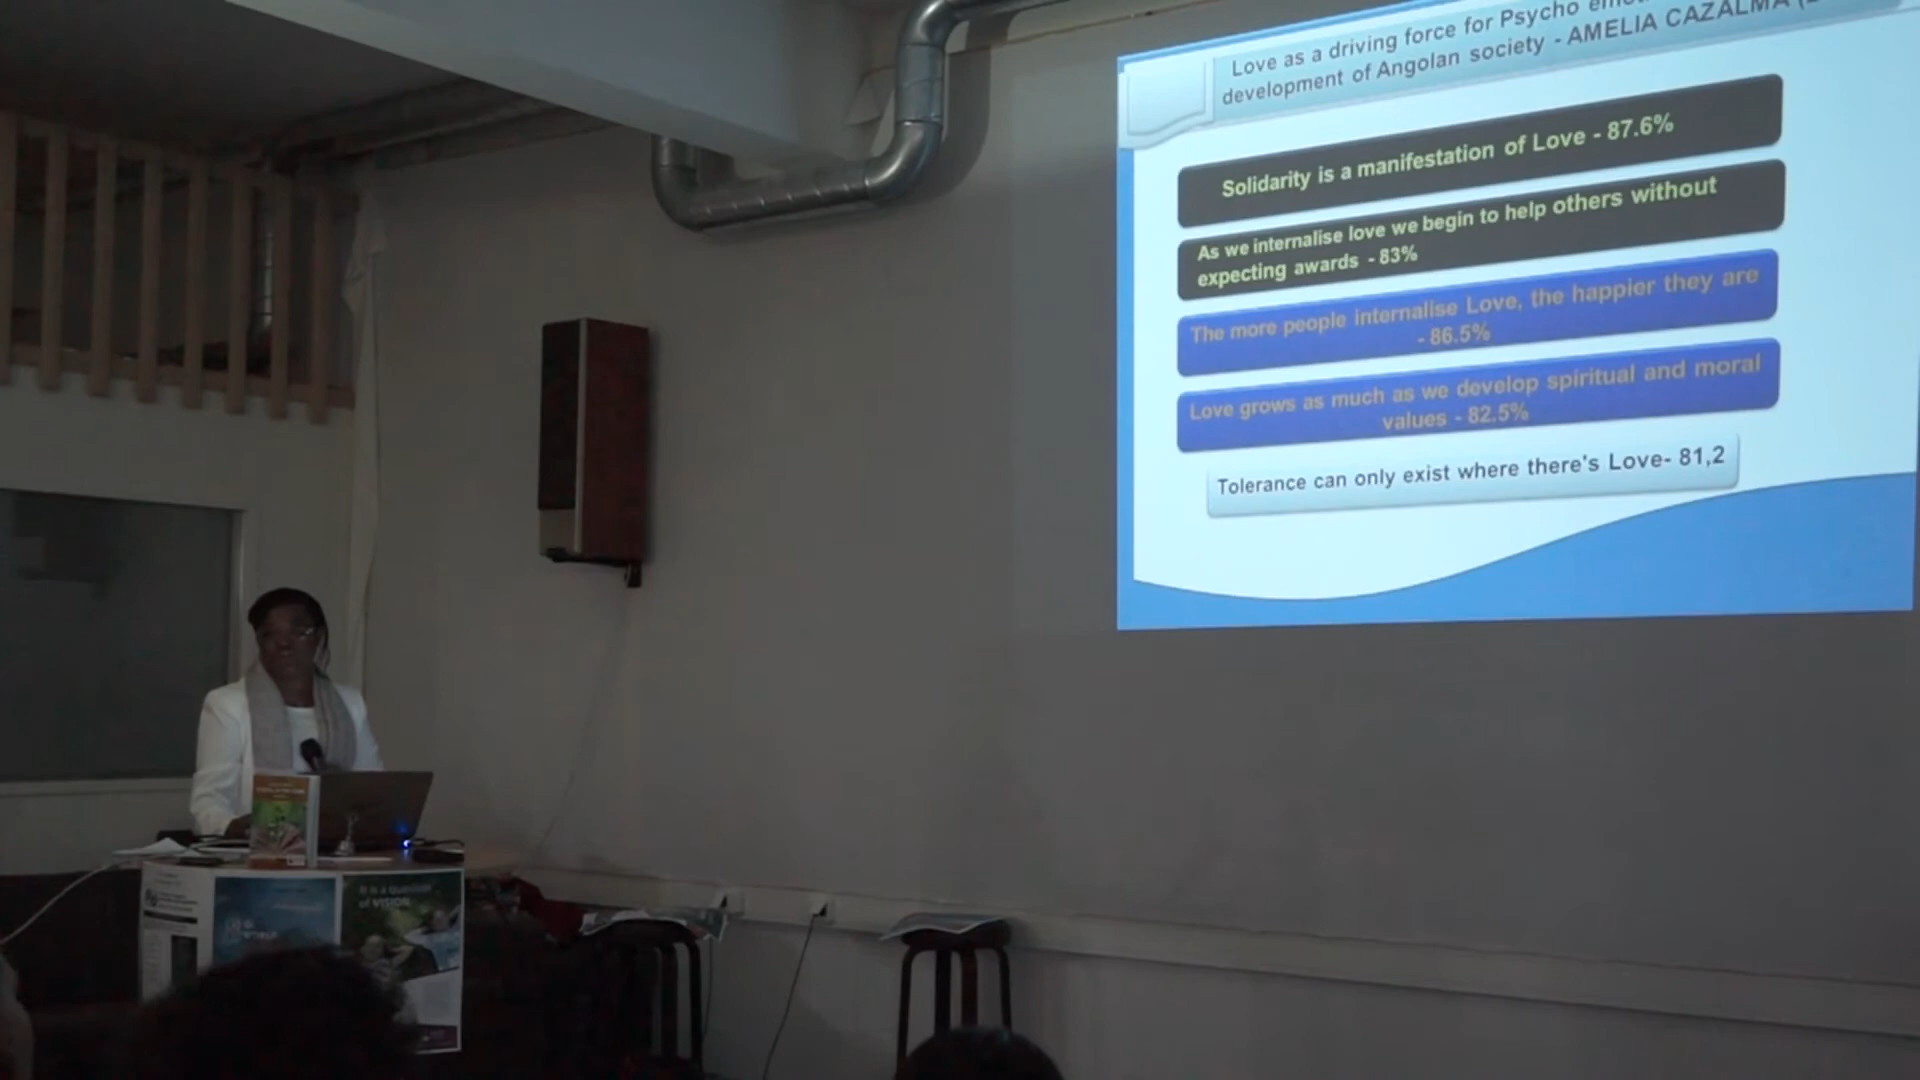 Love as a driving force for Psycho
development of Angolan society - AMELIA CAZALMA
Solidarity is a manifestation of Love - 87.6%
As we internalise love we begin to help others without
expecting awards - 83%
The more people internalise Love, the happier they are
- 86.5%
Love grows as much as we develop spiritual and moral
values - 82.5%
Tolerance can only exist where there's Love- 81,2
It is a question
of VISION